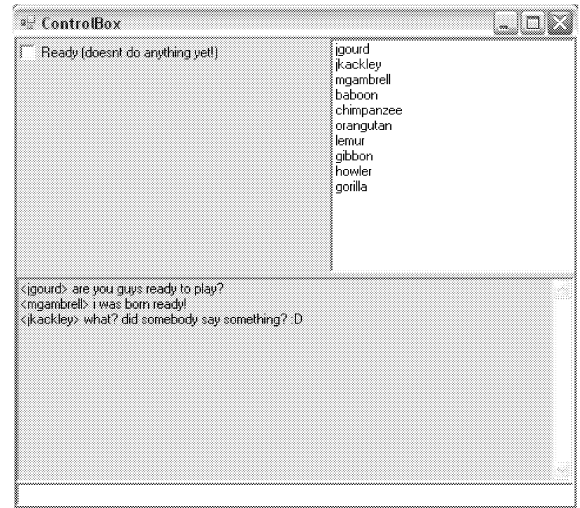 ControlBox
Ready (doesnt do anything yet!)
jgourd
jkackley
mgambrell
baboon
chimpanzee
orangutan
lemur
gibbon
howler
gorilla
<jgourd> are you guys ready to play?
<mgambrell> i was born ready!
<jkackley> what? did somebody say something? :D